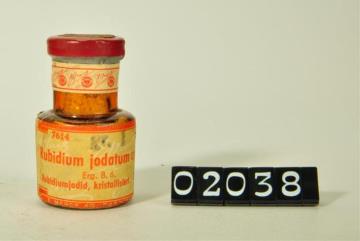 7614
Rubidium jodatum
Erg. B. 6.
Rubidiumjodid, kristallisiert
02038